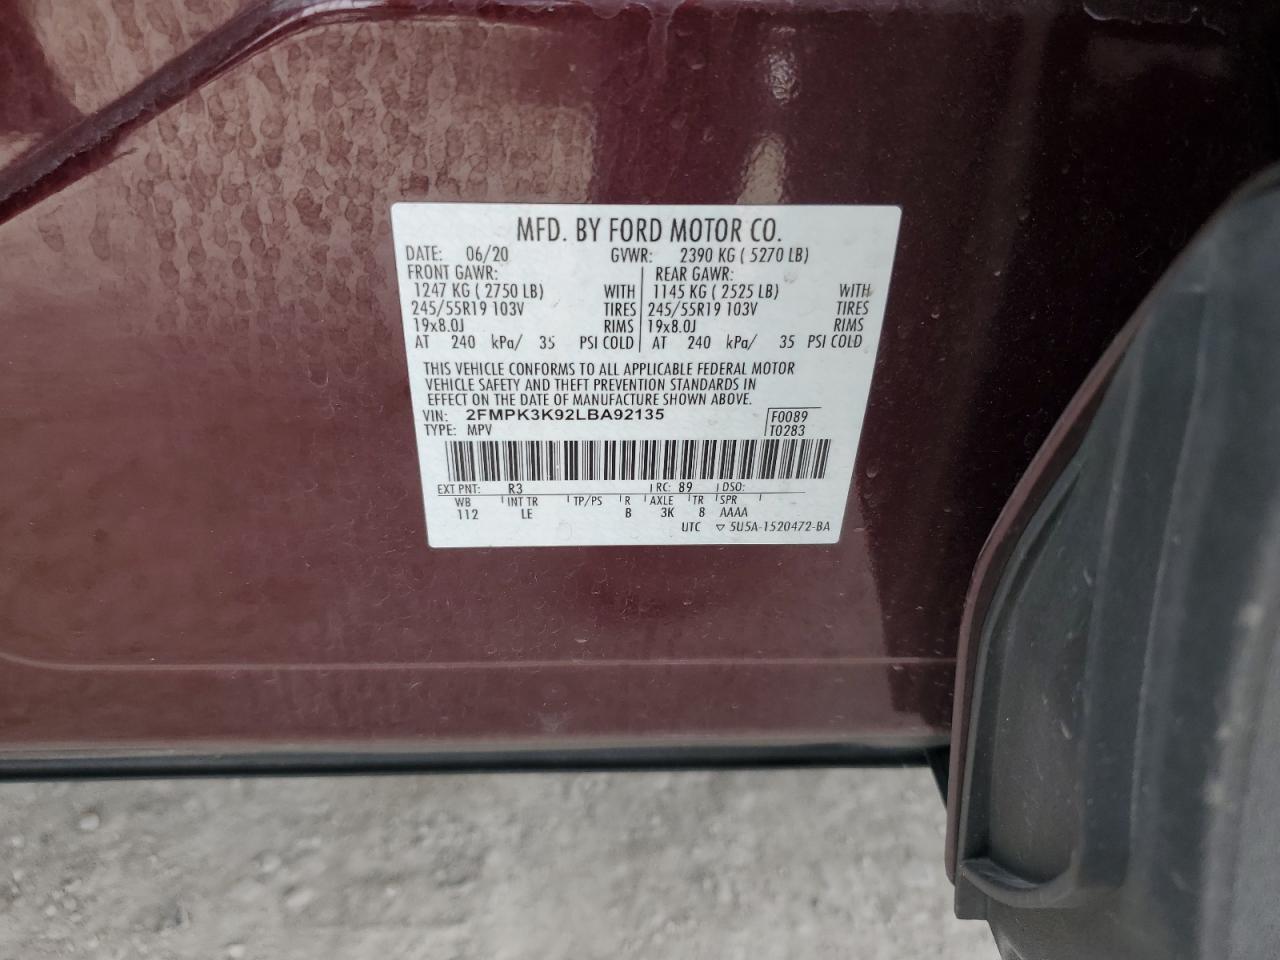 MFD. BY FORD MOTOR CO.
DATE: 06/20 GVWR: 2390 KG ( 5270 LB)
FRONT GAWR: REAR GAWR:
1247 KG ( 2750 LB) WITH 1145 KG ( 2525 LB) WITH
245/55R19 103V TIRES 245/55R19 103V TIRES
19x8.0J RIMS 19x8.0J RIMS
AT 240 kPa/ 35 PSI COLD AT 240 kPa/ 35 PSI COLD
THIS VEHICLE CONFORMS TO ALL APPLICABLE FEDERAL MOTOR
VEHICLE SAFETY AND THEFT PREVENTION STANDARDS IN
EFFECT ON THE DATE OF MANUFACTURE SHOWN ABOVE.
VIN: 2FMPK3K92LBA92135 F0089
TYPE: MPV T0283
EXT PNT: R3 RC: 89 DSO:
WB INT TR TP/PS R AXLE TR SPR
112 LE B 3K 8 AAAA
UTC ▽ 5U5A-1520472-BA